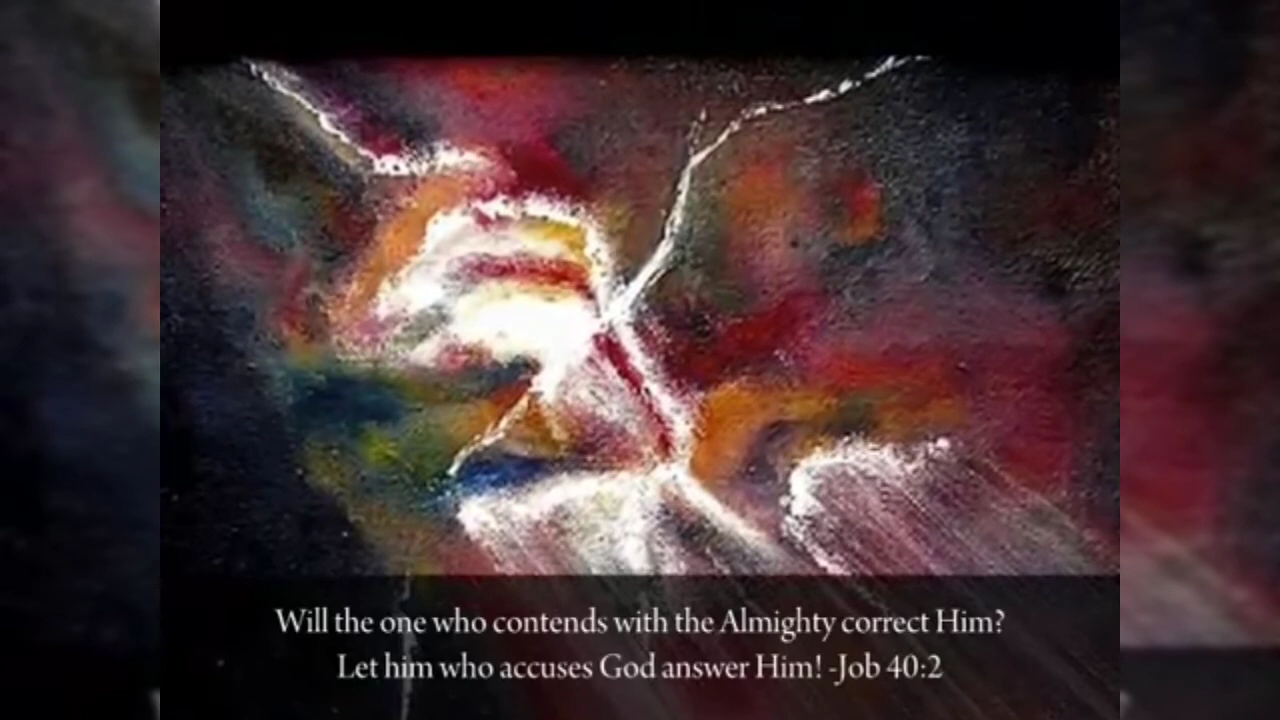 Will the one who contends with the Almighty correct Him?
Let him who accuses God answer Him! -Job 40:2